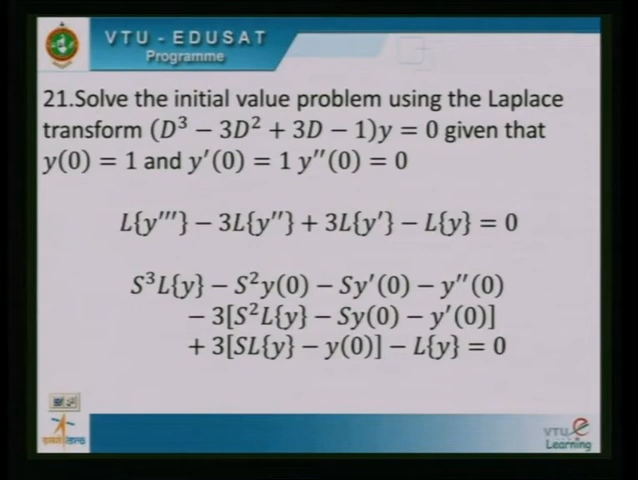 VTU - EDUSAT
Programme
21.Solve the initial value problem using the Laplace
transform (D³ − 3D² + 3D − 1)y = 0 given that
y(0) = 1 and y′(0) = 1 y″(0) = 0
L{y‴} − 3L{y″} + 3L{y′} − L{y} = 0
S³L{y} − S²y(0) − Sy′(0) − y″(0)
− 3[S²L{y} − Sy(0) − y′(0)]
+ 3[SL{y} − y(0)] − L{y} = 0
VTU e
Learning